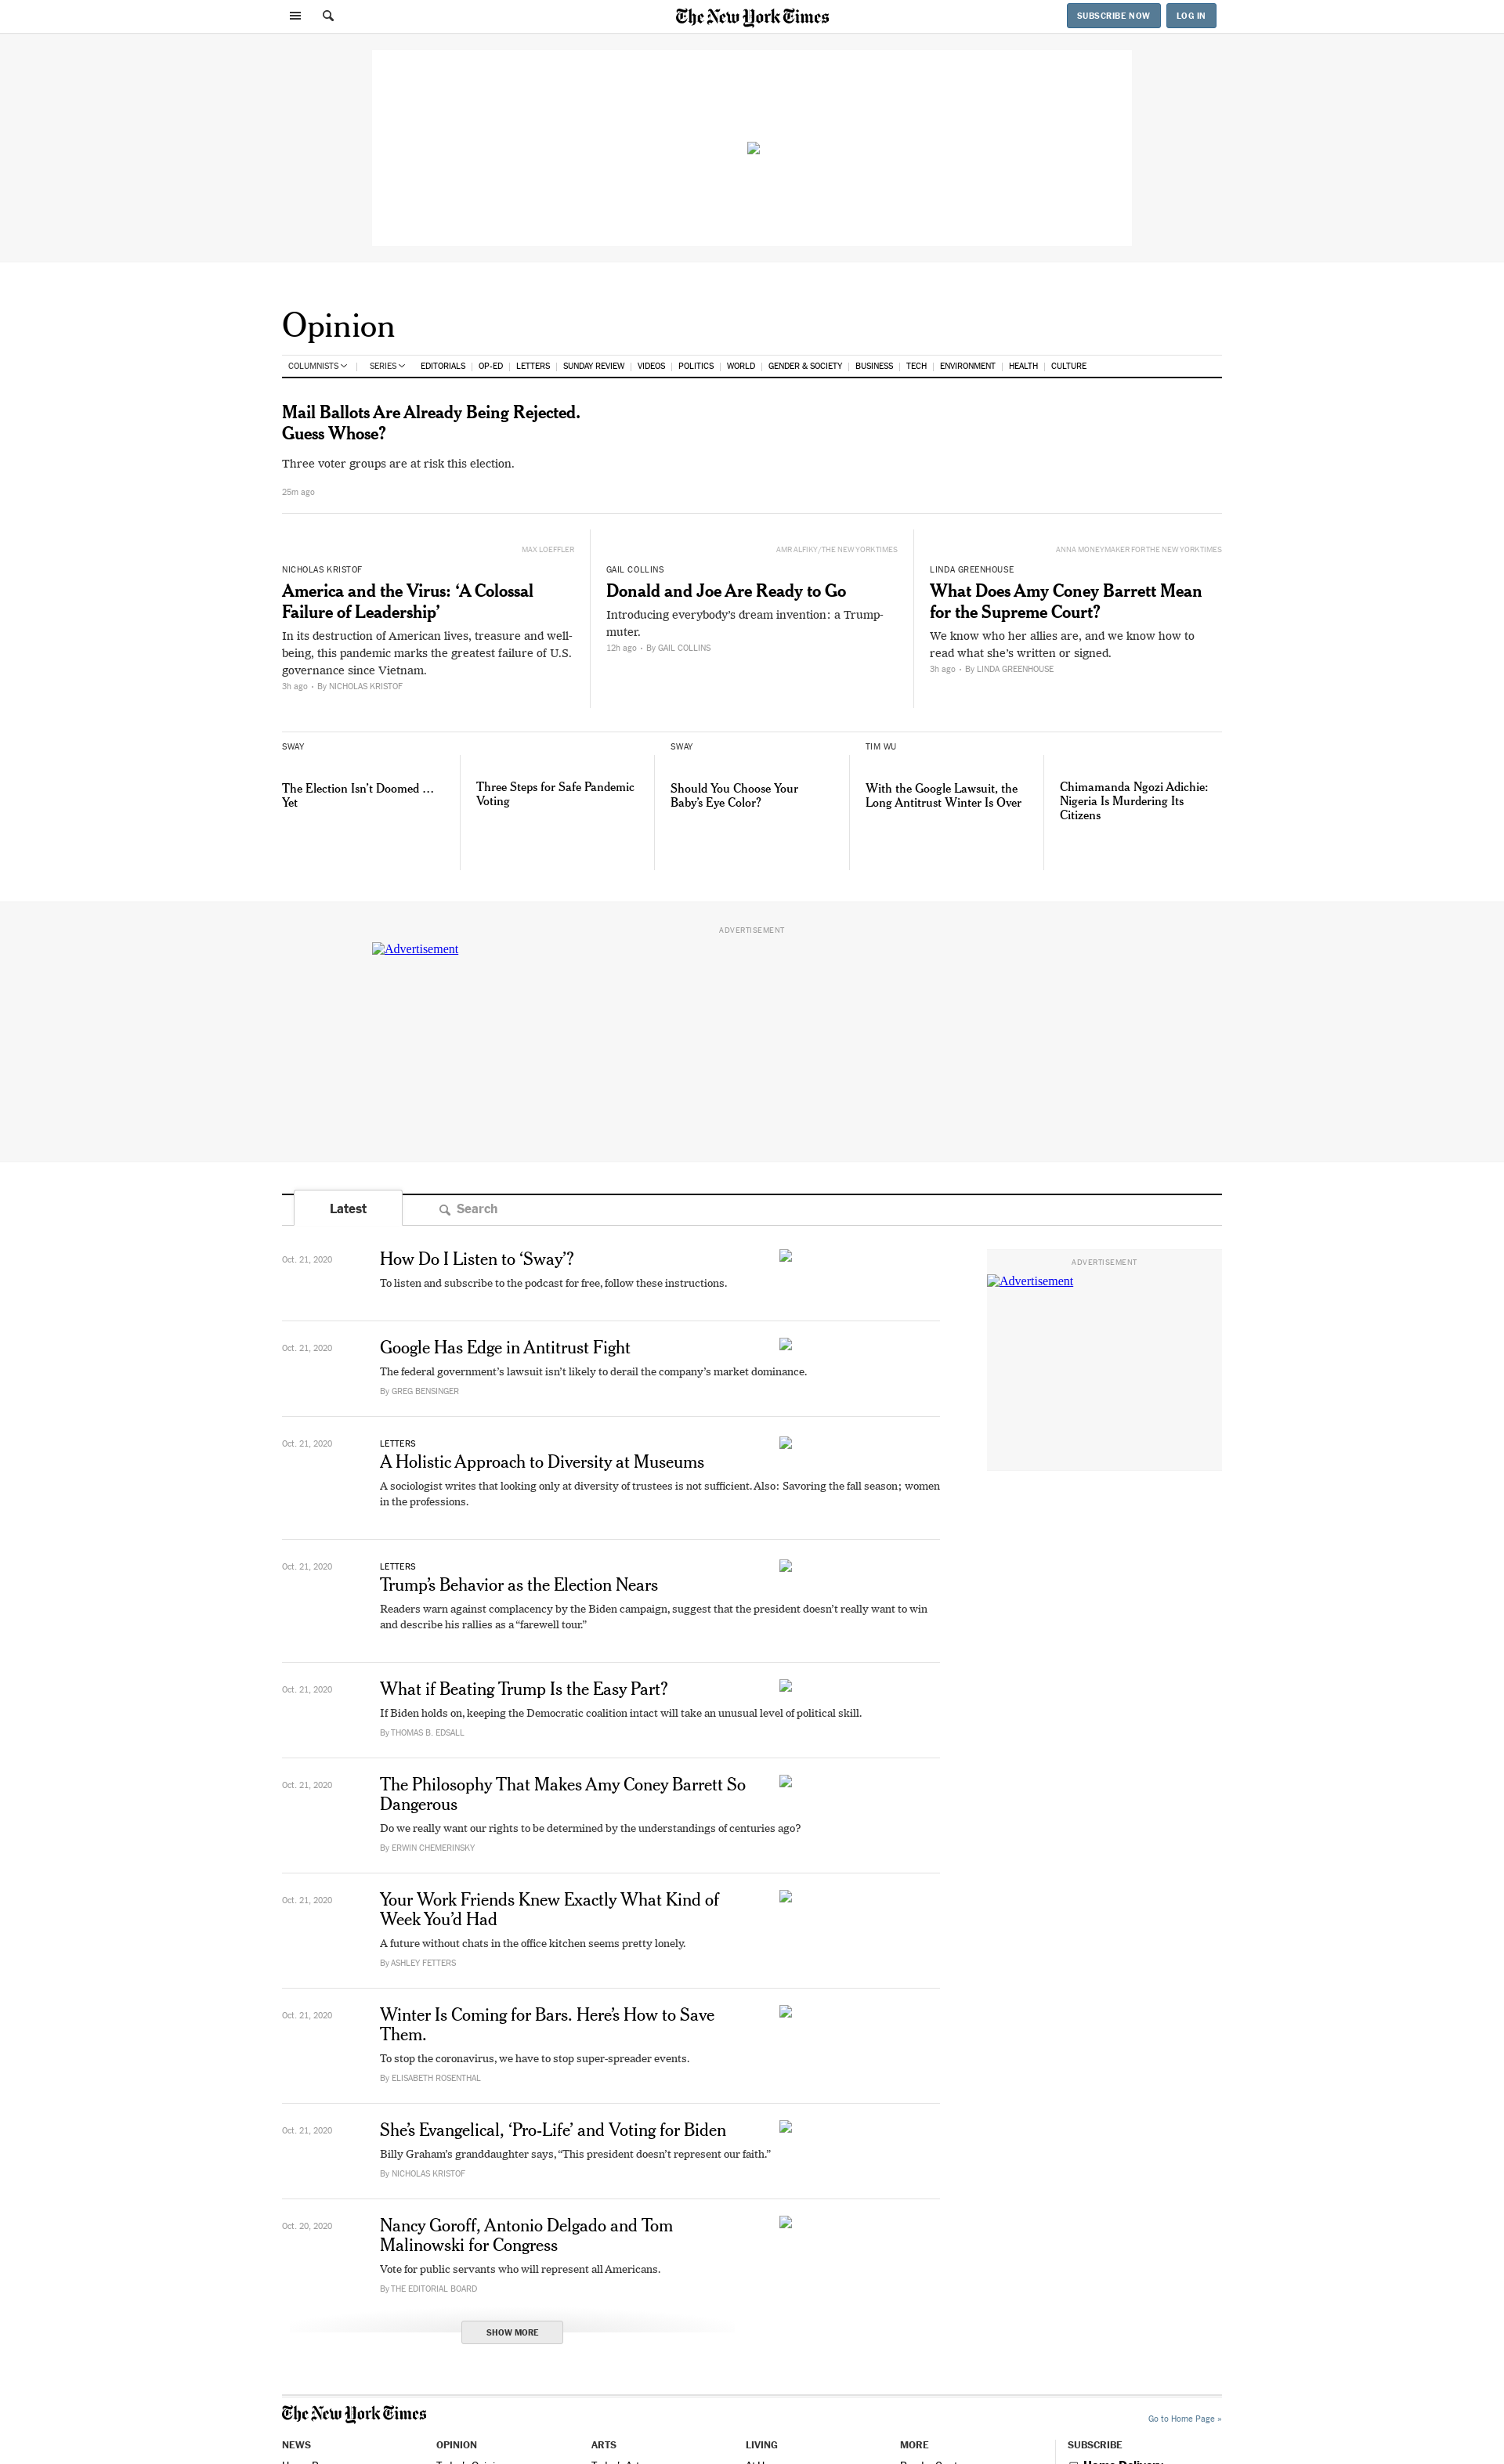 The New York Times
SUBSCRIBE NOW
LOG IN
Opinion
COLUMNISTS
SERIES
EDITORIALS
OP-ED
LETTERS
SUNDAY REVIEW
VIDEOS
POLITICS
WORLD
GENDER & SOCIETY
BUSINESS
TECH
ENVIRONMENT
HEALTH
CULTURE
Mail Ballots Are Already Being Rejected.
Guess Whose?
Three voter groups are at risk this election.
25m ago
MAX LOEFFLER
NICHOLAS KRISTOF
America and the Virus: ‘A Colossal
Failure of Leadership’
In its destruction of American lives, treasure and well-
being, this pandemic marks the greatest failure of U.S.
governance since Vietnam.
3h ago • By NICHOLAS KRISTOF
AMR ALFIKY/THE NEW YORK TIMES
GAIL COLLINS
Donald and Joe Are Ready to Go
Introducing everybody’s dream invention: a Trump-
muter.
12h ago • By GAIL COLLINS
ANNA MONEYMAKER FOR THE NEW YORK TIMES
LINDA GREENHOUSE
What Does Amy Coney Barrett Mean
for the Supreme Court?
We know who her allies are, and we know how to
read what she’s written or signed.
3h ago • By LINDA GREENHOUSE
SWAY
The Election Isn’t Doomed …
Yet
Three Steps for Safe Pandemic
Voting
SWAY
Should You Choose Your
Baby’s Eye Color?
TIM WU
With the Google Lawsuit, the
Long Antitrust Winter Is Over
Chimamanda Ngozi Adichie:
Nigeria Is Murdering Its
Citizens
ADVERTISEMENT
Advertisement
Latest
Search
Oct. 21, 2020
How Do I Listen to ‘Sway’?
To listen and subscribe to the podcast for free, follow these instructions.
ADVERTISEMENT
Advertisement
Oct. 21, 2020
Google Has Edge in Antitrust Fight
The federal government’s lawsuit isn’t likely to derail the company’s market dominance.
By GREG BENSINGER
Oct. 21, 2020
LETTERS
A Holistic Approach to Diversity at Museums
A sociologist writes that looking only at diversity of trustees is not sufficient. Also: Savoring the fall season; women
in the professions.
Oct. 21, 2020
LETTERS
Trump’s Behavior as the Election Nears
Readers warn against complacency by the Biden campaign, suggest that the president doesn’t really want to win
and describe his rallies as a “farewell tour.”
Oct. 21, 2020
What if Beating Trump Is the Easy Part?
If Biden holds on, keeping the Democratic coalition intact will take an unusual level of political skill.
By THOMAS B. EDSALL
Oct. 21, 2020
The Philosophy That Makes Amy Coney Barrett So
Dangerous
Do we really want our rights to be determined by the understandings of centuries ago?
By ERWIN CHEMERINSKY
Oct. 21, 2020
Your Work Friends Knew Exactly What Kind of
Week You’d Had
A future without chats in the office kitchen seems pretty lonely.
By ASHLEY FETTERS
Oct. 21, 2020
Winter Is Coming for Bars. Here’s How to Save
Them.
To stop the coronavirus, we have to stop super-spreader events.
By ELISABETH ROSENTHAL
Oct. 21, 2020
She’s Evangelical, ‘Pro-Life’ and Voting for Biden
Billy Graham’s granddaughter says, “This president doesn’t represent our faith.”
By NICHOLAS KRISTOF
Oct. 20, 2020
Nancy Goroff, Antonio Delgado and Tom
Malinowski for Congress
Vote for public servants who will represent all Americans.
By THE EDITORIAL BOARD
SHOW MORE
The New York Times
Go to Home Page »
NEWS
OPINION
ARTS
LIVING
MORE
SUBSCRIBE